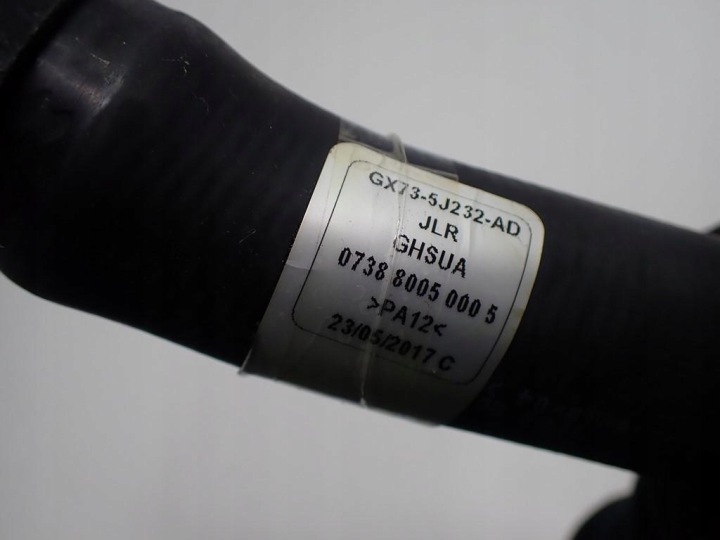 GX73-5J232-AD
JLR
GHSUA
0738 8005 000 5
>PA12<
23/05/2017 C